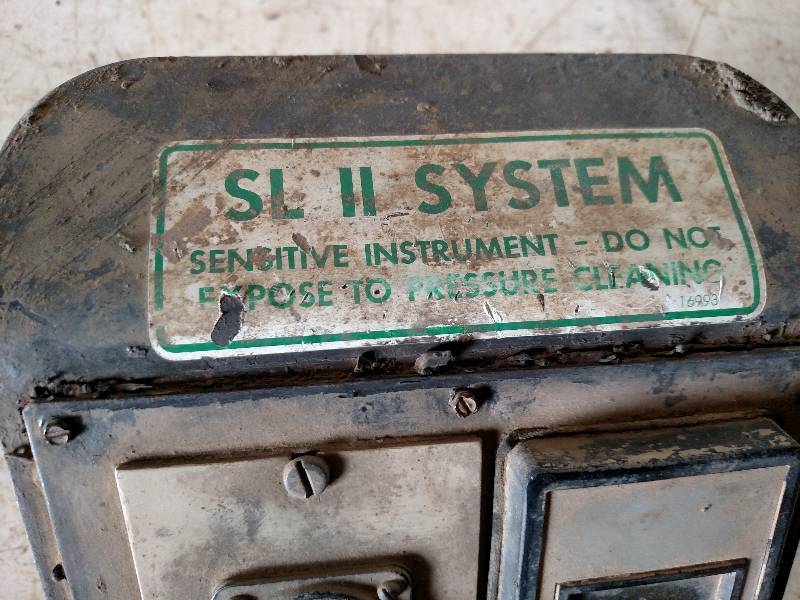 SL II SYSTEM
SENSITIVE INSTRUMENT - DO NOT
EXPOSE TO PRESSURE CLEANING
16993